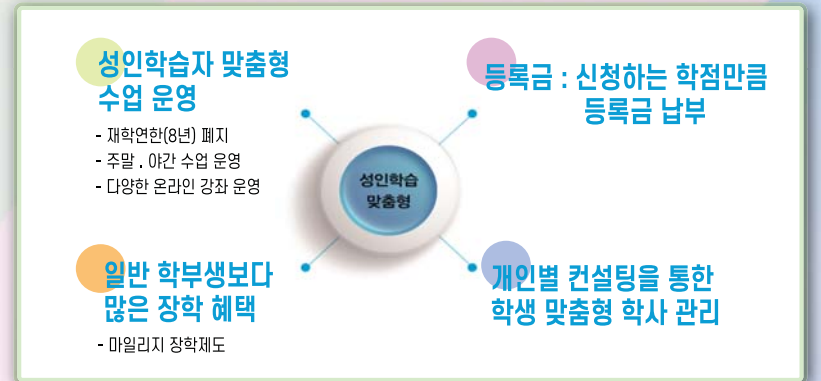 성인학습자 맞춤형
수업 운영
- 재학연한(8년) 폐지
- 주말 . 야간 수업 운영
- 다양한 온라인 강좌 운영
등록금 : 신청하는 학점만큼
등록금 납부
성인학습
맞춤형
일반 학부생보다
많은 장학 혜택
- 마일리지 장학제도
개인별 컨설팅을 통한
학생 맞춤형 학사 관리